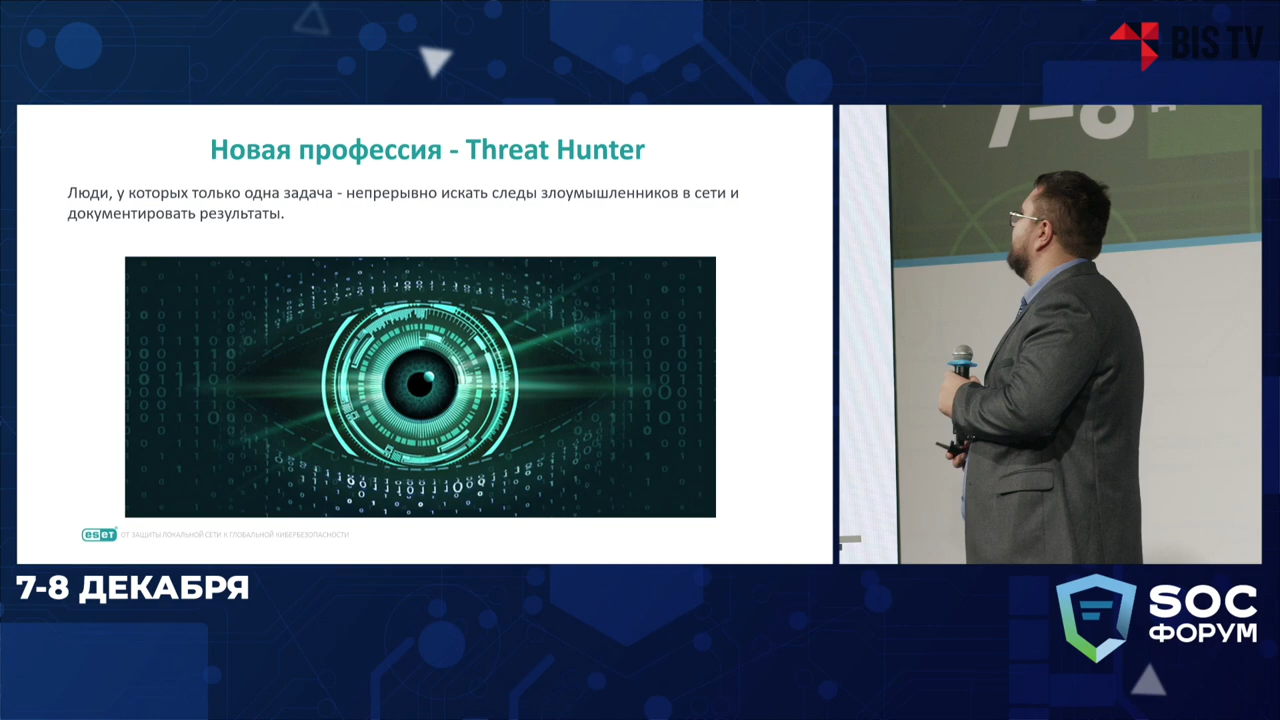 BIS TV
Новая профессия - Threat Hunter
Люди, у которых только одна задача - непрерывно искать следы злоумышленников в сети и
документировать результаты.
eset ОТ ЗАЩИТЫ ЛОКАЛЬНОЙ СЕТИ К ГЛОБАЛЬНОЙ КИБЕРБЕЗОПАСНОСТИ
7-8 ДЕКАБРЯ
SOC
ФОРУМ